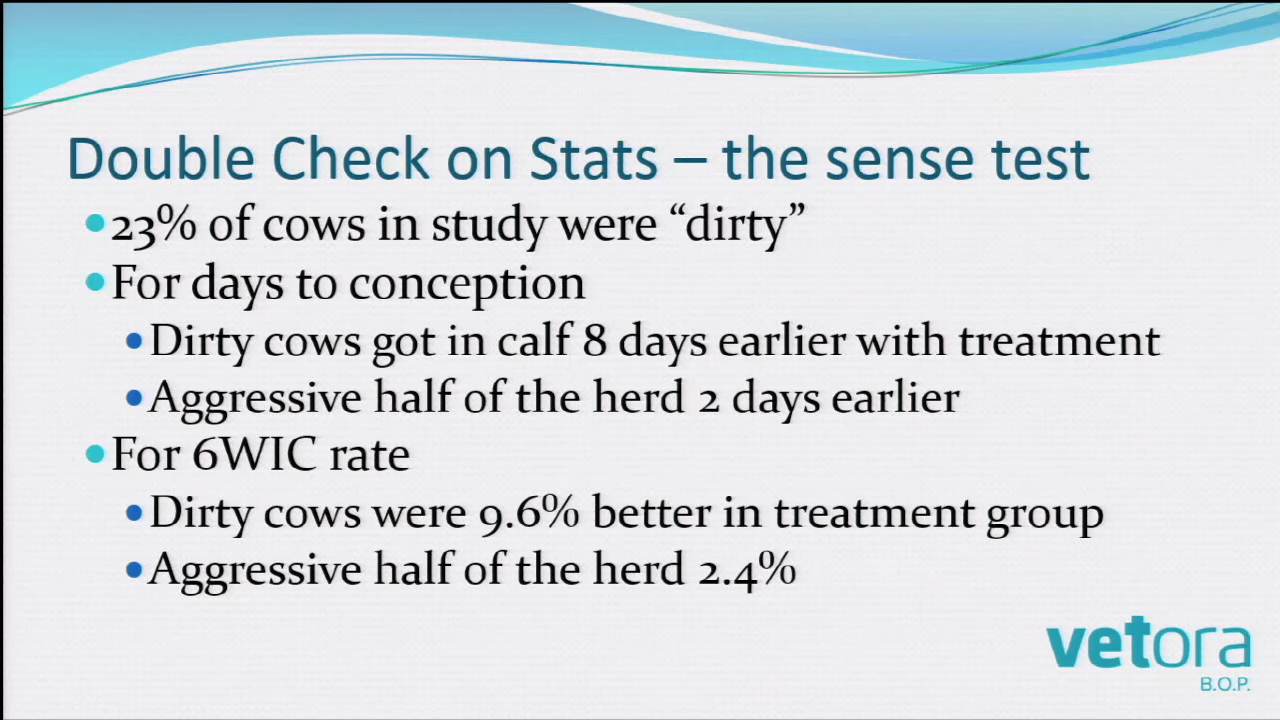 Double Check on Stats – the sense test
•23% of cows in study were “dirty”
•For days to conception
•Dirty cows got in calf 8 days earlier with treatment
•Aggressive half of the herd 2 days earlier
•For 6WIC rate
•Dirty cows were 9.6% better in treatment group
•Aggressive half of the herd 2.4%
vetora
B.O.P.